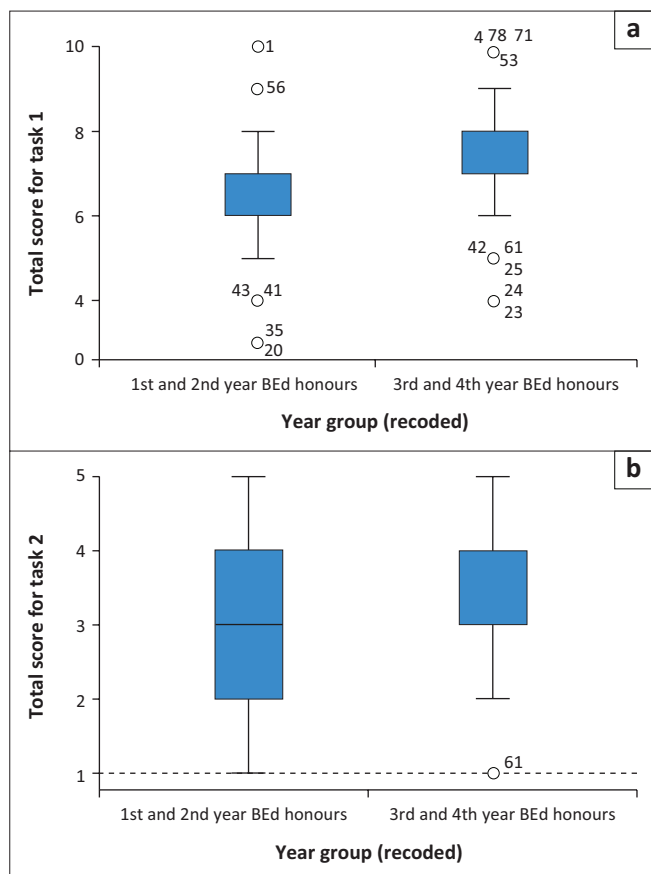 a
10
8
6
4
0
Total score for task 1
1
56
43 41
35
20
4 78 71
53
42 61
25
24
23
1st and 2nd year BEd honours
3rd and 4th year BEd honours
Year group (recoded)
b
5
4
3
2
1
Total score for task 2
61
1st and 2nd year BEd honours
3rd and 4th year BEd honours
Year group (recoded)